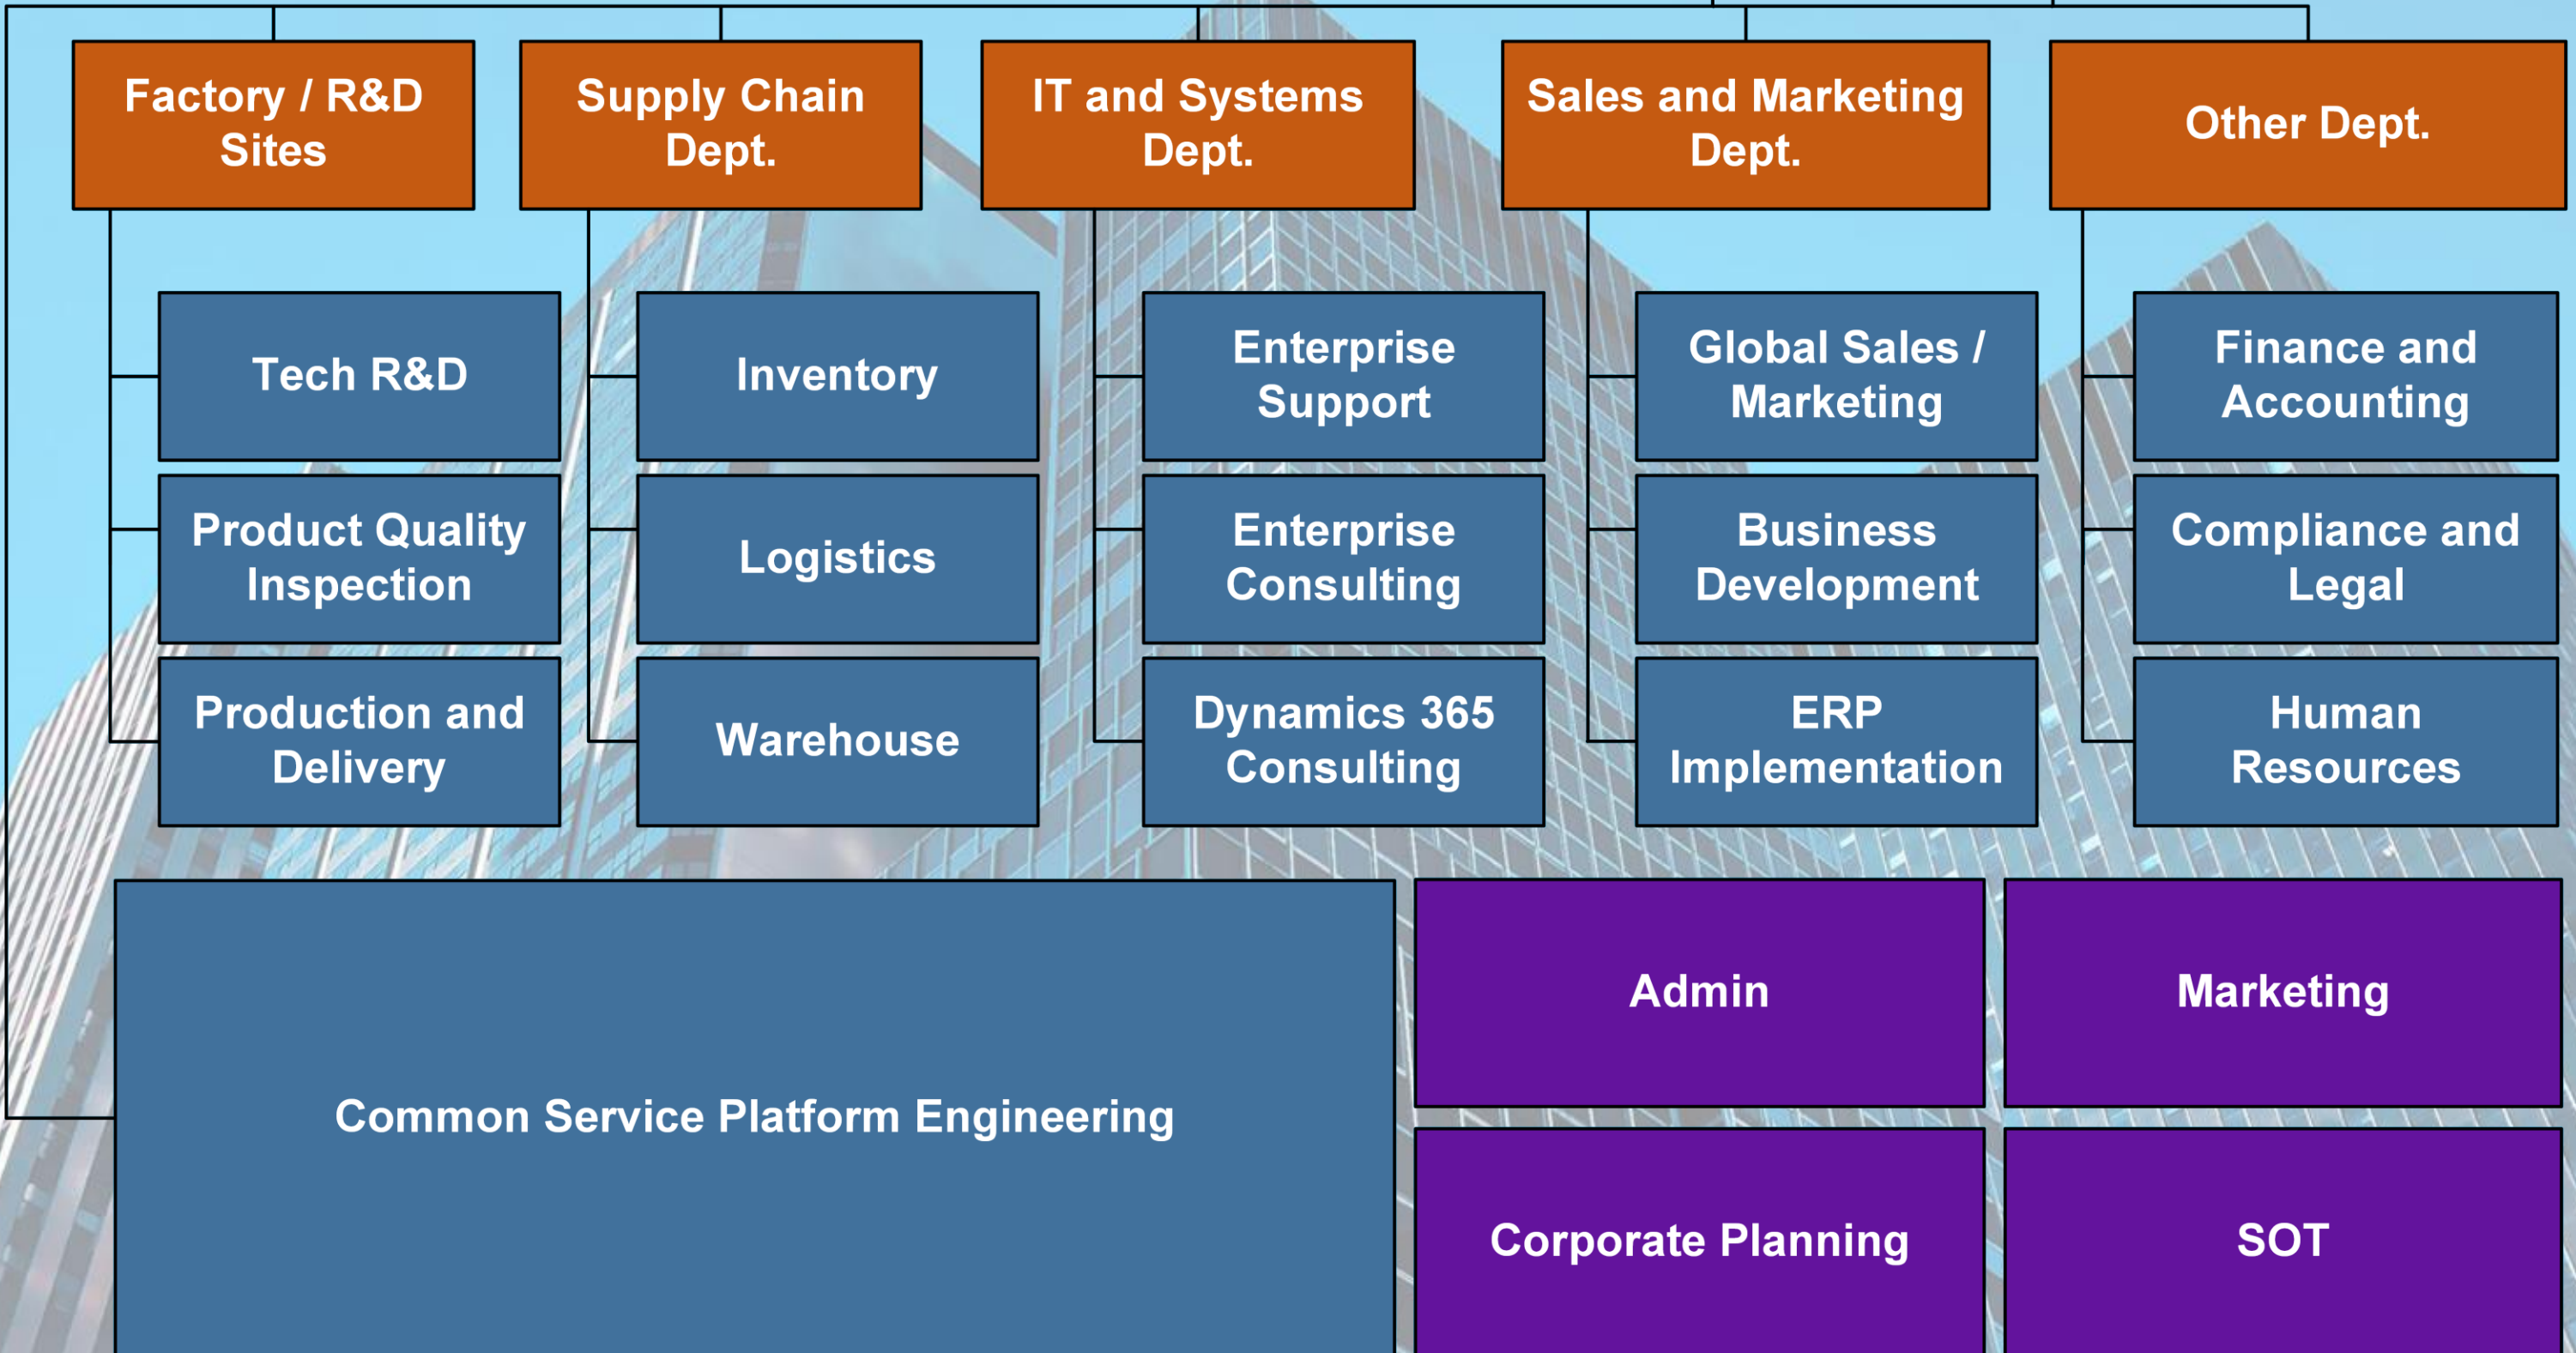 Factory / R&D
Sites
Supply Chain
Dept.
IT and Systems
Dept.
Sales and Marketing
Dept.
Other Dept.
Tech R&D
Inventory
Enterprise
Support
Global Sales /
Marketing
Finance and
Accounting
Product Quality
Inspection
Logistics
Enterprise
Consulting
Business
Development
Compliance and
Legal
Production and
Delivery
Warehouse
Dynamics 365
Consulting
ERP
Implementation
Human
Resources
Common Service Platform Engineering
Admin
Marketing
Corporate Planning
SOT